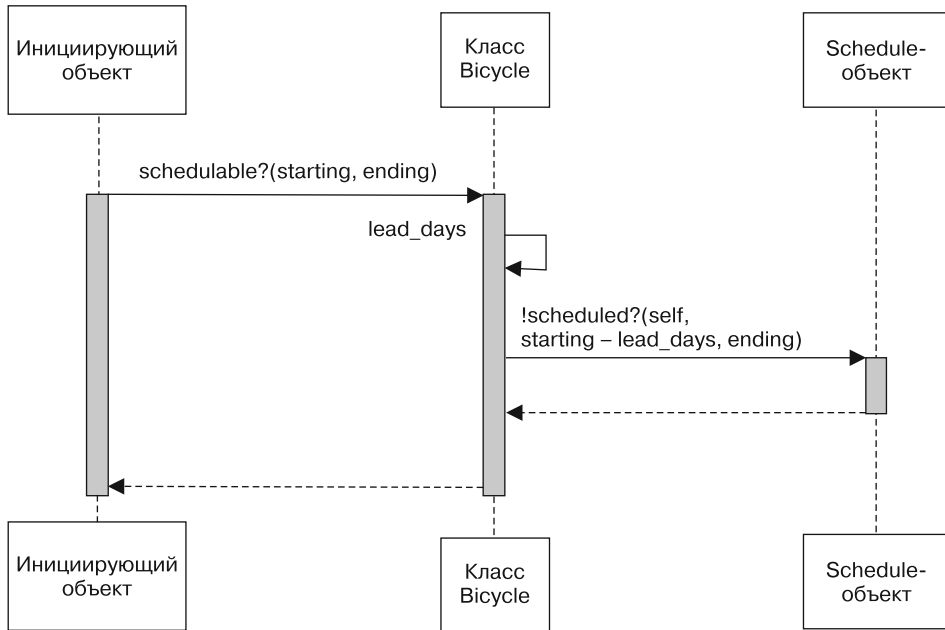 Инициирующий
объект
Класс
Bicycle
Schedule-
объект
schedulable?(starting, ending)
lead_days
!scheduled?(self,
starting – lead_days, ending)
Инициирующий
объект
Класс
Bicycle
Schedule-
объект